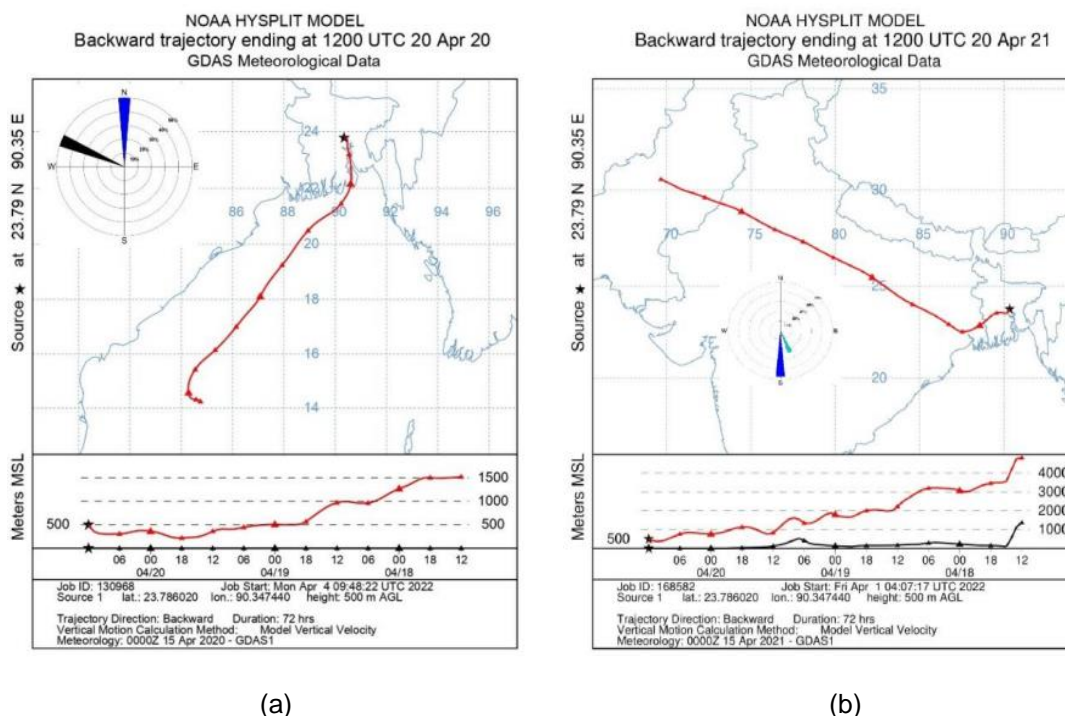 NOAA HYSPLIT MODEL
Backward trajectory ending at 1200 UTC 20 Apr 20
GDAS Meteorological Data
Source ★ at 23.79 N 90.35 E
N
W
E
S
24
22
86
88
90
92
94
96
20
18
16
14
Meters MSL
500
1500
1000
500
06 00 18 12 06 00 18 12 06 00 18 12
04/20 04/19 04/18
Job ID: 130968 Job Start: Mon Apr 4 09:48:22 UTC 2022
Source 1 lat.: 23.786020 lon.: 90.347440 height: 500 m AGL
Trajectory Direction: Backward Duration: 72 hrs
Vertical Motion Calculation Method: Model Vertical Velocity
Meteorology: 0000Z 15 Apr 2020 - GDAS1
(a)
NOAA HYSPLIT MODEL
Backward trajectory ending at 1200 UTC 20 Apr 21
GDAS Meteorological Data
Source ★ at 23.79 N 90.35 E
35
30
70
75
80
85
90
25
20
W
S
Meters MSL
500
4000
3000
2000
1000
06 00 18 12 06 00 18 12 06 00 18 12
04/20 04/19 04/18
Job ID: 168582 Job Start: Fri Apr 1 04:07:17 UTC 2022
Source 1 lat.: 23.786020 lon.: 90.347440 height: 500 m AGL
Trajectory Direction: Backward Duration: 72 hrs
Vertical Motion Calculation Method: Model Vertical Velocity
Meteorology: 0000Z 15 Apr 2021 - GDAS1
(b)